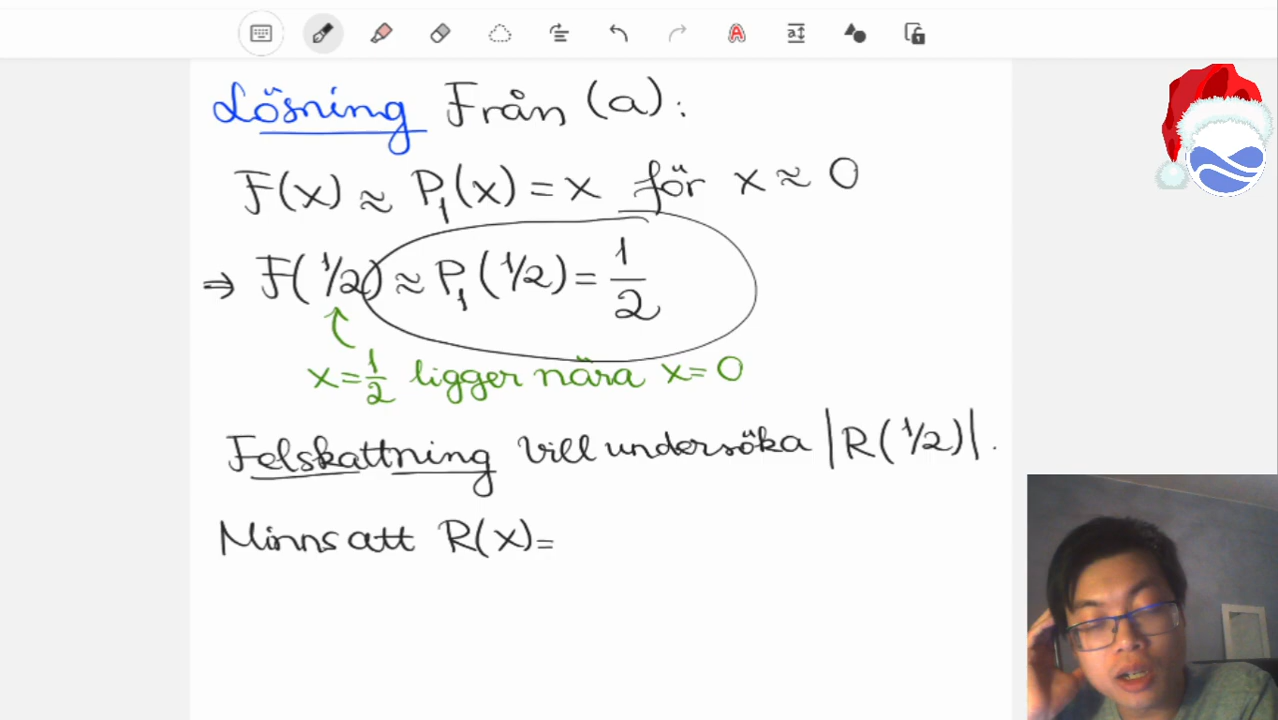 Lösning Från (a):
F(x) ≈ P₁(x) = x för x ≈ 0
⇒ F(1/2) ≈ P₁(1/2) = 1/2
x = 1/2 ligger nära x = 0
Felskattning Vill undersöka |R(1/2)|.
Minns att R(x) =